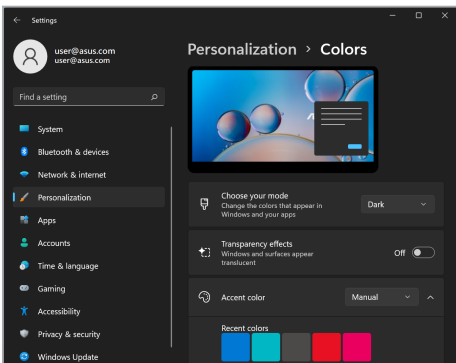 Settings
user@asus.com
user@asus.com
Find a setting
System
Bluetooth & devices
Network & internet
Personalization
Apps
Accounts
Time & language
Gaming
Accessibility
Privacy & security
Windows Update
Personalization > Colors
Choose your mode
Change the colors that appear in
Windows and your apps
Dark
Transparency effects
Windows and surfaces appear
translucent
Off
Accent color
Manual
Recent colors